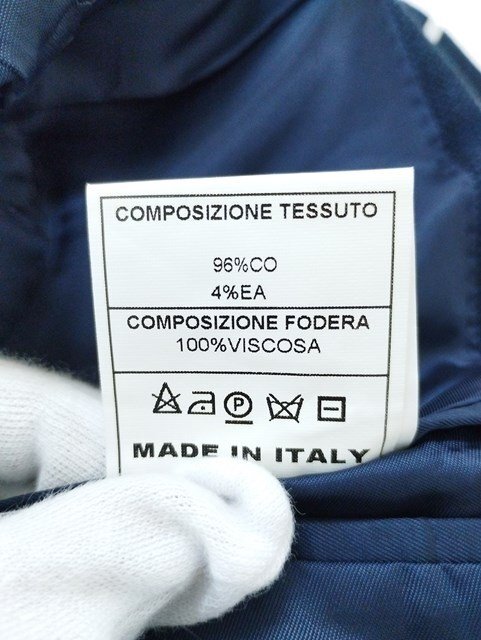 COMPOSIZIONE TESSUTO
96%CO
4%EA
COMPOSIZIONE FODERA
100%VISCOSA
P
MADE IN ITALY